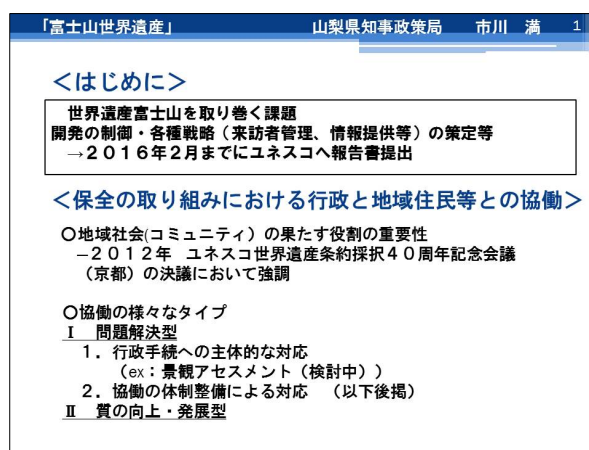 「富士山世界遺産」　山梨県知事政策局　市川　満　1
＜はじめに＞
世界遺産富士山を取り巻く課題
開発の制御・各種戦略（来訪者管理、情報提供等）の策定等
→２０１６年２月までにユネスコへ報告書提出
＜保全の取り組みにおける行政と地域住民等との協働＞
○地域社会(コミュニティ）の果たす役割の重要性
－２０１２年　ユネスコ世界遺産条約採択４０周年記念会議
（京都）の決議において強調
○協働の様々なタイプ
Ⅰ　問題解決型
１．行政手続への主体的な対応
（ex：景観アセスメント（検討中））
２．協働の体制整備による対応　（以下後掲）
Ⅱ　質の向上・発展型